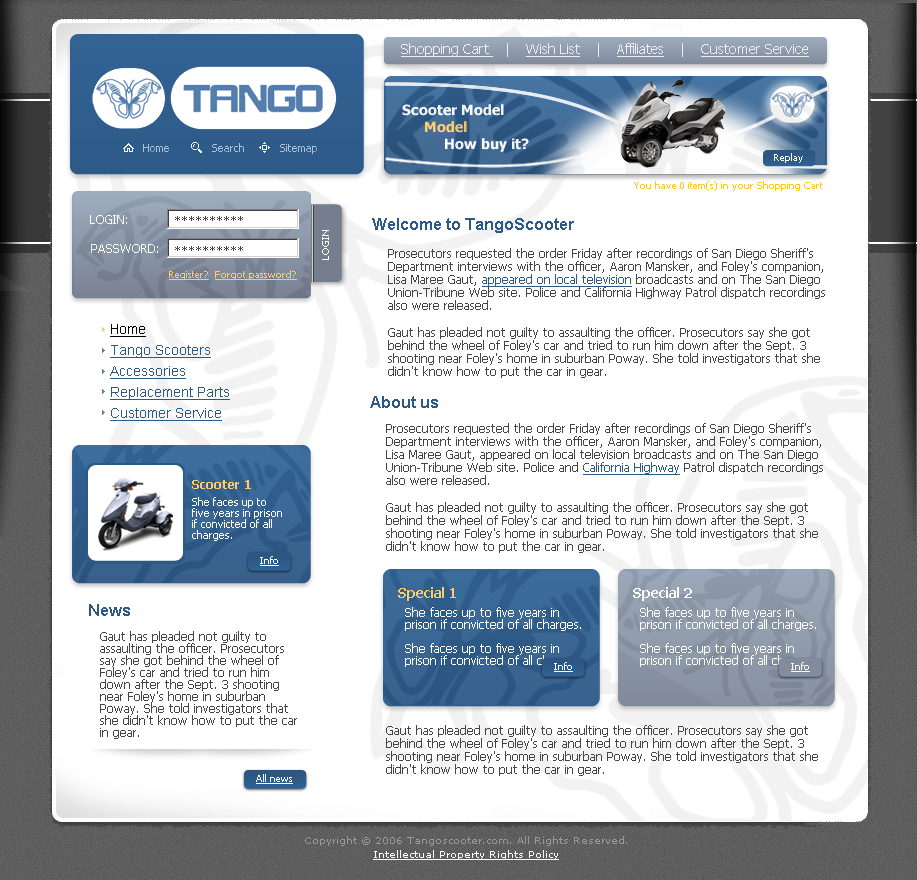 TANGO
Home Search Sitemap
Shopping Cart | Wish List | Affiliates | Customer Service
Scooter Model
Model
How buy it?
Replay
You have 0 item(s) in your Shopping Cart
LOGIN: **********
PASSWORD: **********
Register? Forgot password?
LOGIN
Home
Tango Scooters
Accessories
Replacement Parts
Customer Service
Scooter 1
She faces up to
five years in prison
if convicted of all
charges.
Info
News
Gaut has pleaded not guilty to
assaulting the officer. Prosecutors
say she got behind the wheel of
Foley's car and tried to run him
down after the Sept. 3 shooting
near Foley's home in suburban
Poway. She told investigators that
she didn't know how to put the car
in gear.
All news
Welcome to TangoScooter
Prosecutors requested the order Friday after recordings of San Diego Sheriff's
Department interviews with the officer, Aaron Mansker, and Foley's companion,
Lisa Maree Gaut, appeared on local television broadcasts and on The San Diego
Union-Tribune Web site. Police and California Highway Patrol dispatch recordings
also were released.
Gaut has pleaded not guilty to assaulting the officer. Prosecutors say she got
behind the wheel of Foley's car and tried to run him down after the Sept. 3
shooting near Foley's home in suburban Poway. She told investigators that she
didn't know how to put the car in gear.
About us
Prosecutors requested the order Friday after recordings of San Diego Sheriff's
Department interviews with the officer, Aaron Mansker, and Foley's companion,
Lisa Maree Gaut, appeared on local television broadcasts and on The San Diego
Union-Tribune Web site. Police and California Highway Patrol dispatch recordings
also were released.
Gaut has pleaded not guilty to assaulting the officer. Prosecutors say she got
behind the wheel of Foley's car and tried to run him down after the Sept. 3
shooting near Foley's home in suburban Poway. She told investigators that she
didn't know how to put the car in gear.
Special 1
She faces up to five years in
prison if convicted of all charges.
She faces up to five years in
prison if convicted of all c
Info
Special 2
She faces up to five years in
prison if convicted of all charges.
She faces up to five years in
prison if convicted of all ch
Info
Gaut has pleaded not guilty to assaulting the officer. Prosecutors say she got
behind the wheel of Foley's car and tried to run him down after the Sept. 3
shooting near Foley's home in suburban Poway. She told investigators that she
didn't know how to put the car in gear.
Copyright © 2006 Tangoscooter.com. All Rights Reserved.
Intellectual Property Rights Policy